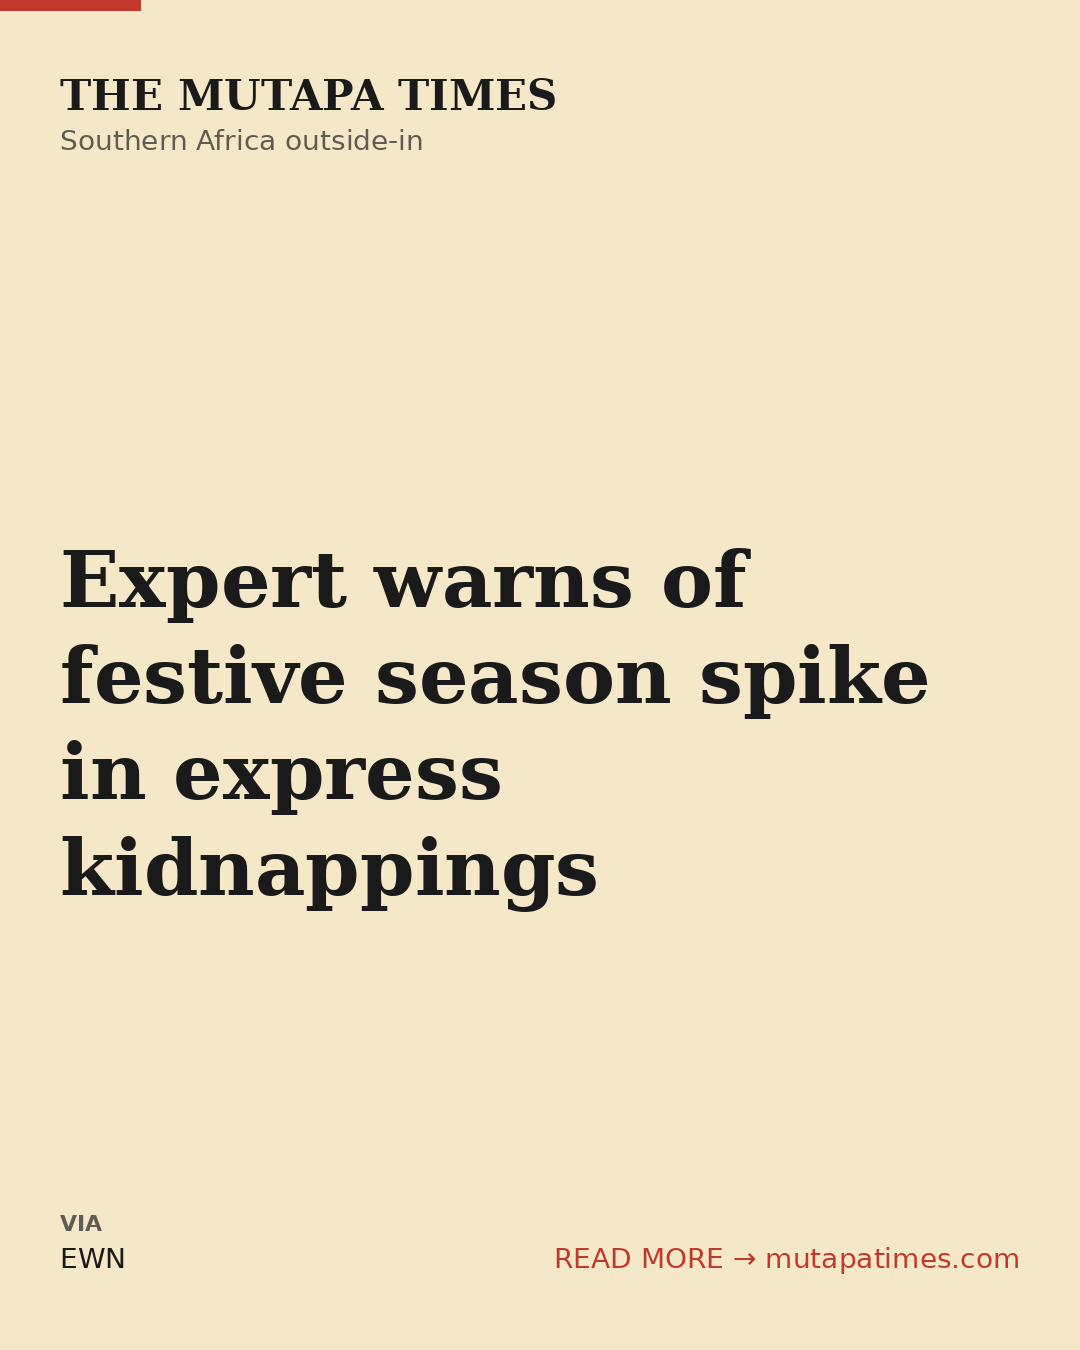 THE MUTAPA TIMES
Southern Africa outside-in
Expert warns of
festive season spike
in express
kidnappings
VIA
EWN
READ MORE → mutapatimes.com